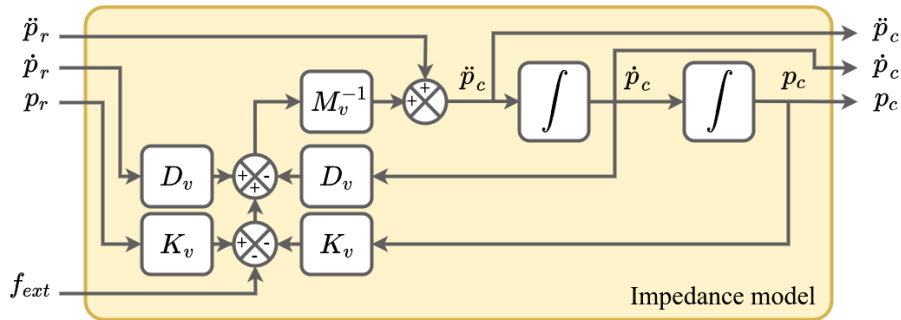 p̈_r
ṗ_r
p_r
f_ext
D_v
K_v
M_v^{-1}
D_v
K_v
+ + -
+ - -
+ +
p̈_c
∫
ṗ_c
∫
p_c
p̈_c
ṗ_c
p_c
Impedance model